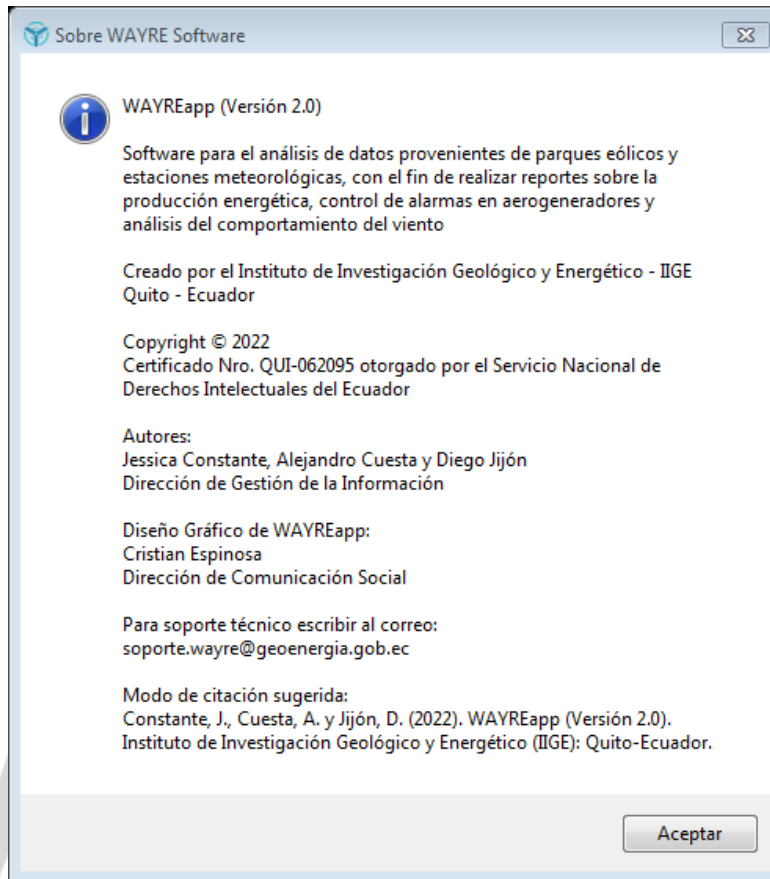 Sobre WAYRE Software
WAYREapp (Versión 2.0)
Software para el análisis de datos provenientes de parques eólicos y
estaciones meteorológicas, con el fin de realizar reportes sobre la
producción energética, control de alarmas en aerogeneradores y
análisis del comportamiento del viento
Creado por el Instituto de Investigación Geológico y Energético - IIGE
Quito - Ecuador
Copyright © 2022
Certificado Nro. QUI-062095 otorgado por el Servicio Nacional de
Derechos Intelectuales del Ecuador
Autores:
Jessica Constante, Alejandro Cuesta y Diego Jijón
Dirección de Gestión de la Información
Diseño Gráfico de WAYREapp:
Cristian Espinosa
Dirección de Comunicación Social
Para soporte técnico escribir al correo:
soporte.wayre@geoenergia.gob.ec
Modo de citación sugerida:
Constante, J., Cuesta, A. y Jijón, D. (2022). WAYREapp (Versión 2.0).
Instituto de Investigación Geológico y Energético (IIGE): Quito-Ecuador.
Aceptar